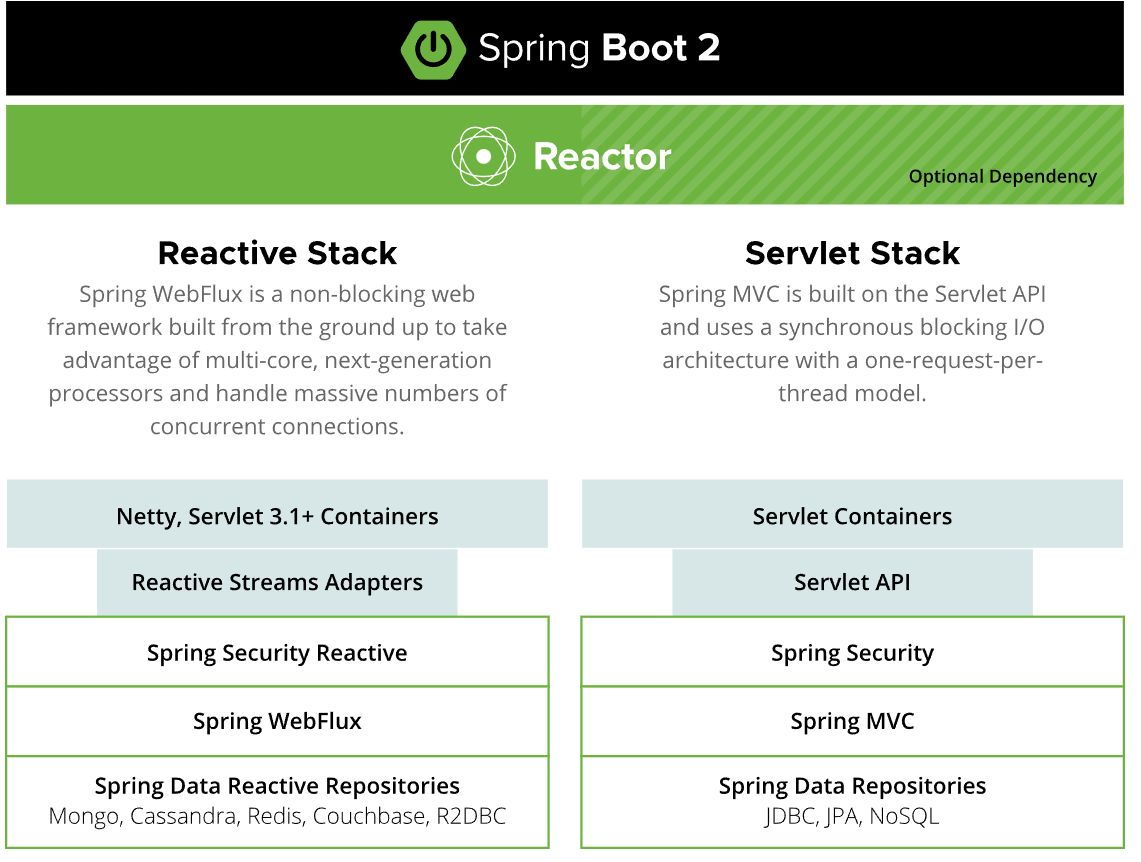 Spring Boot 2
Reactor
Optional Dependency
Reactive Stack
Spring WebFlux is a non-blocking web
framework built from the ground up to take
advantage of multi-core, next-generation
processors and handle massive numbers of
concurrent connections.
Netty, Servlet 3.1+ Containers
Reactive Streams Adapters
Spring Security Reactive
Spring WebFlux
Spring Data Reactive Repositories
Mongo, Cassandra, Redis, Couchbase, R2DBC
Servlet Stack
Spring MVC is built on the Servlet API
and uses a synchronous blocking I/O
architecture with a one-request-per-
thread model.
Servlet Containers
Servlet API
Spring Security
Spring MVC
Spring Data Repositories
JDBC, JPA, NoSQL